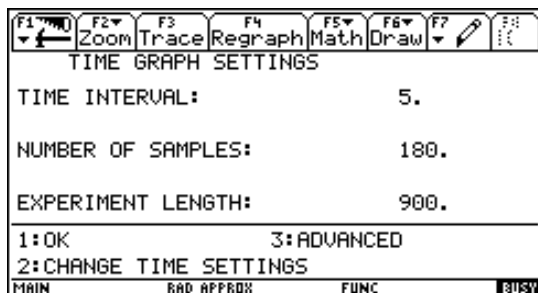 F1 F2 F3 F4 F5 F6 F7
Zoom Trace Regraph Math Draw
TIME GRAPH SETTINGS
TIME INTERVAL: 5.
NUMBER OF SAMPLES: 180.
EXPERIMENT LENGTH: 900.
1:OK 3:ADVANCED
2:CHANGE TIME SETTINGS
MAIN RAD APPROX FUNC BUSY